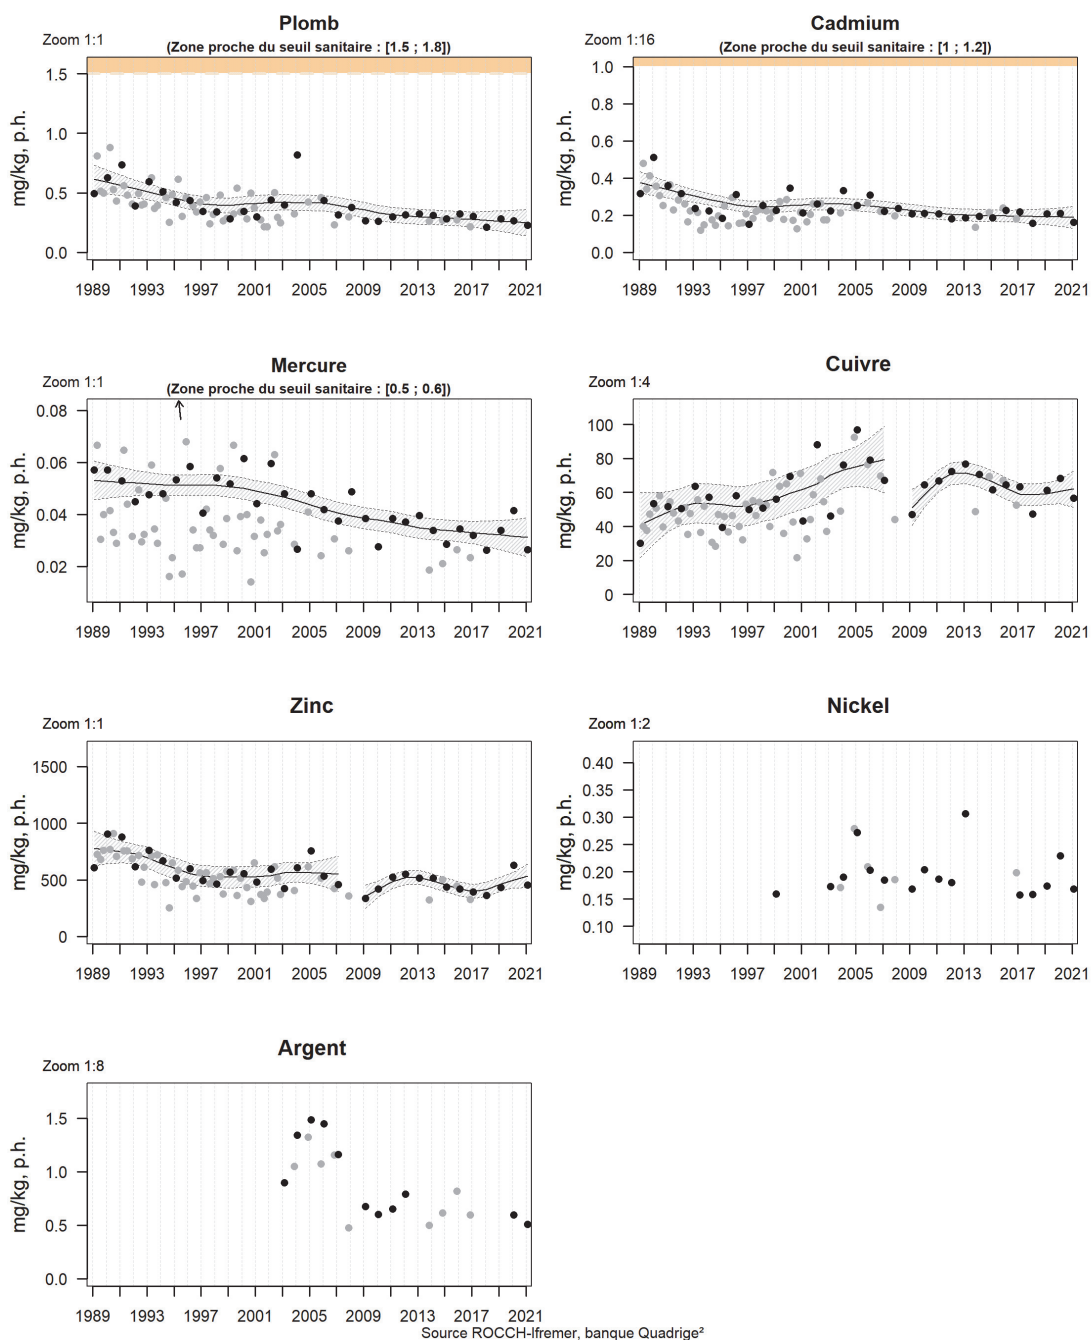 Plomb
Zoom 1:1
(Zone proche du seuil sanitaire : [1.5 ; 1.8])
mg/kg, p.h.
1.5
1.0
0.5
0.0
1989 1993 1997 2001 2005 2009 2013 2017 2021
Cadmium
Zoom 1:16
(Zone proche du seuil sanitaire : [1 ; 1.2])
mg/kg, p.h.
1.0
0.8
0.6
0.4
0.2
0.0
1989 1993 1997 2001 2005 2009 2013 2017 2021
Mercure
Zoom 1:1
(Zone proche du seuil sanitaire : [0.5 ; 0.6])
mg/kg, p.h.
0.08
0.06
0.04
0.02
1989 1993 1997 2001 2005 2009 2013 2017 2021
Cuivre
Zoom 1:4
mg/kg, p.h.
100
80
60
40
20
0
1989 1993 1997 2001 2005 2009 2013 2017 2021
Zinc
Zoom 1:1
mg/kg, p.h.
1500
1000
500
0
1989 1993 1997 2001 2005 2009 2013 2017 2021
Nickel
Zoom 1:2
mg/kg, p.h.
0.40
0.35
0.30
0.25
0.20
0.15
0.10
1989 1993 1997 2001 2005 2009 2013 2017 2021
Argent
Zoom 1:8
mg/kg, p.h.
1.5
1.0
0.5
0.0
1989 1993 1997 2001 2005 2009 2013 2017 2021
Source ROCCH-Ifremer, banque Quadrige²